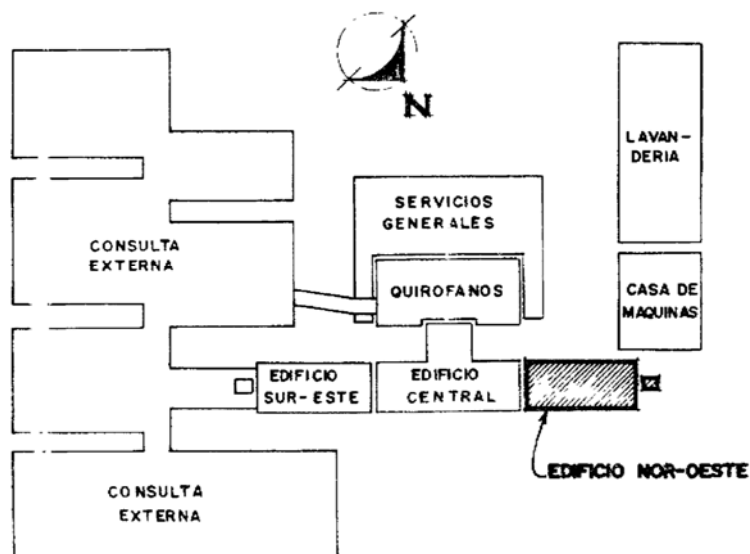 N
LAVAN-
DERIA
SERVICIOS
GENERALES
CONSULTA
EXTERNA
QUIROFANOS
CASA DE
MAQUINAS
EDIFICIO
SUR-ESTE
EDIFICIO
CENTRAL
EDIFICIO NOR-OESTE
CONSULTA
EXTERNA